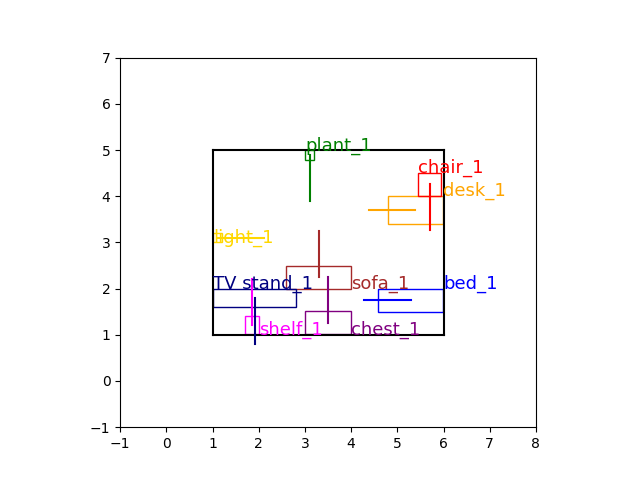 7
6
5
4
3
2
1
0
−1
plant_1
chair_1
desk_1
light_1
TV stand_1
sofa_1
bed_1
shelf_1
chest_1
−1 0 1 2 3 4 5 6 7 8